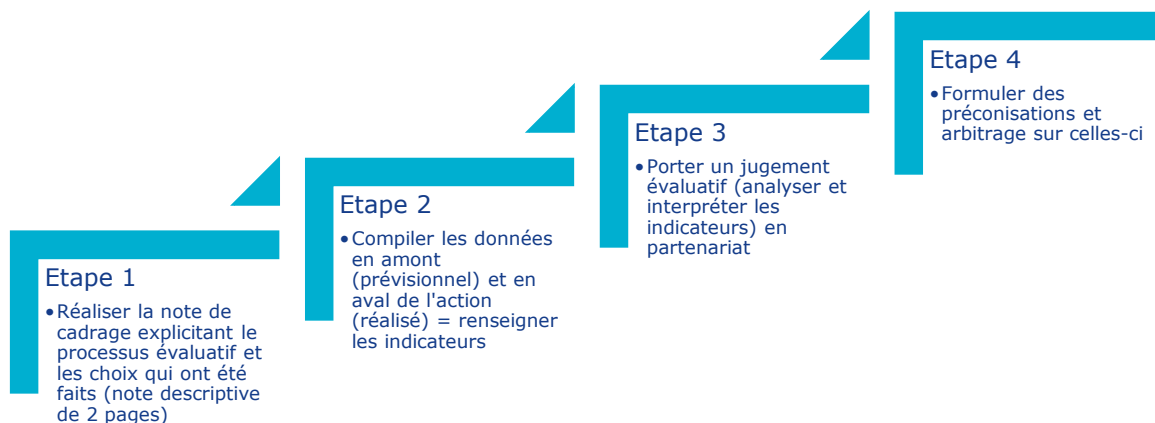 Etape 1
•Réaliser la note de
cadrage explicitant le
processus évaluatif et
les choix qui ont été
faits (note descriptive
de 2 pages)
Etape 2
•Compiler les données
en amont
(prévisionnel) et en
aval de l'action
(réalisé) = renseigner
les indicateurs
Etape 3
•Porter un jugement
évaluatif (analyser et
interpréter les
indicateurs) en
partenariat
Etape 4
•Formuler des
préconisations et
arbitrage sur celles-ci